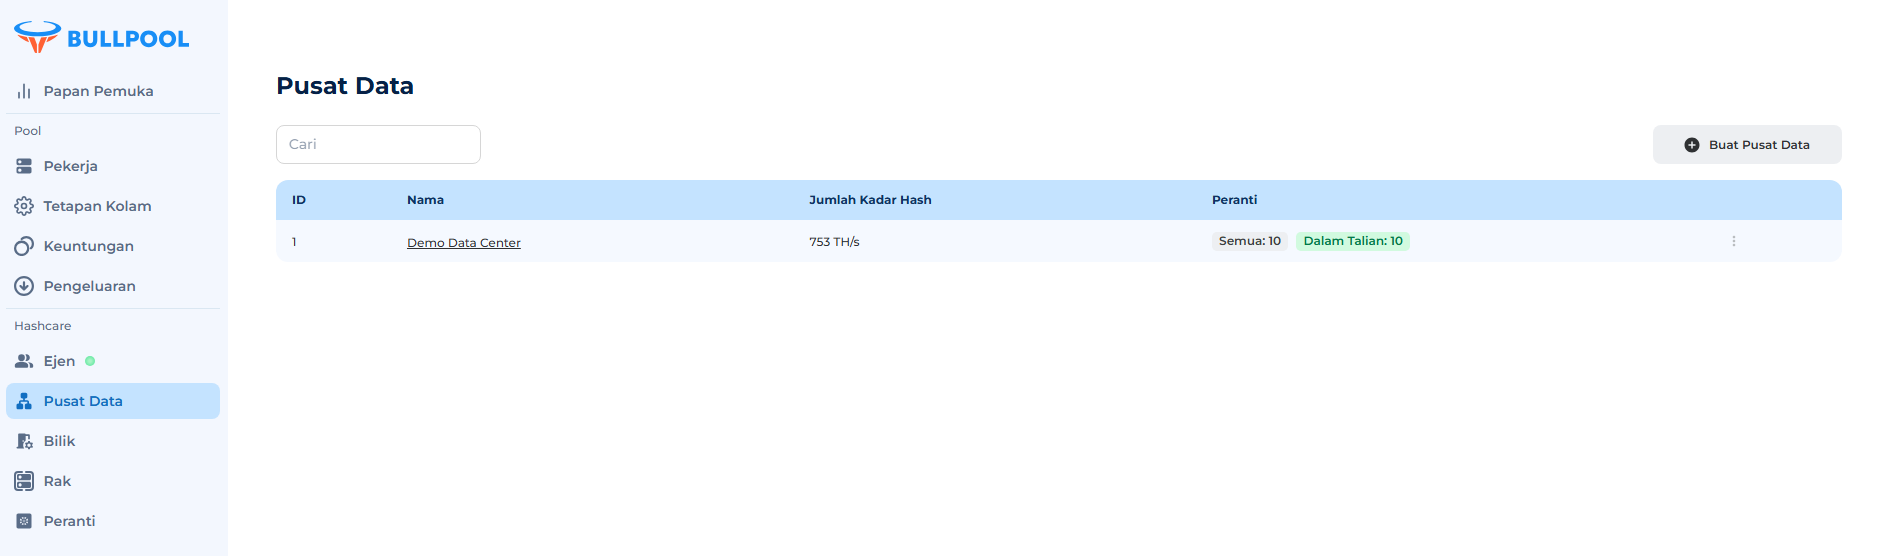 BULLPOOL
Papan Pemuka
Pool
Pekerja
Tetapan Kolam
Keuntungan
Pengeluaran
Hashcare
Ejen
Pusat Data
Bilik
Rak
Peranti
Pusat Data
Cari
Buat Pusat Data
ID Nama Jumlah Kadar Hash Peranti
1 Demo Data Center 753 TH/s Semua: 10 Dalam Talian: 10